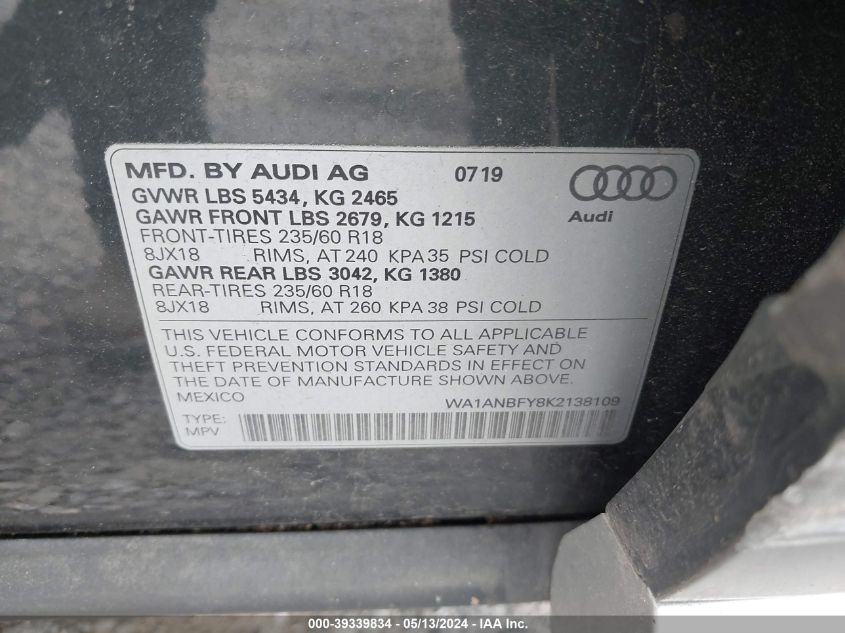 MFD. BY AUDI AG 0719
GVWR LBS 5434, KG 2465
GAWR FRONT LBS 2679, KG 1215
Audi
FRONT-TIRES 235/60 R18
8JX18 RIMS, AT 240 KPA 35 PSI COLD
GAWR REAR LBS 3042, KG 1380
REAR-TIRES 235/60 R18
8JX18 RIMS, AT 260 KPA 38 PSI COLD
THIS VEHICLE CONFORMS TO ALL APPLICABLE
U.S. FEDERAL MOTOR VEHICLE SAFETY AND
THEFT PREVENTION STANDARDS IN EFFECT ON
THE DATE OF MANUFACTURE SHOWN ABOVE.
MEXICO WA1ANBFY8K2138109
TYPE:
MPV
000-39339834 - 05/13/2024 - IAA Inc.